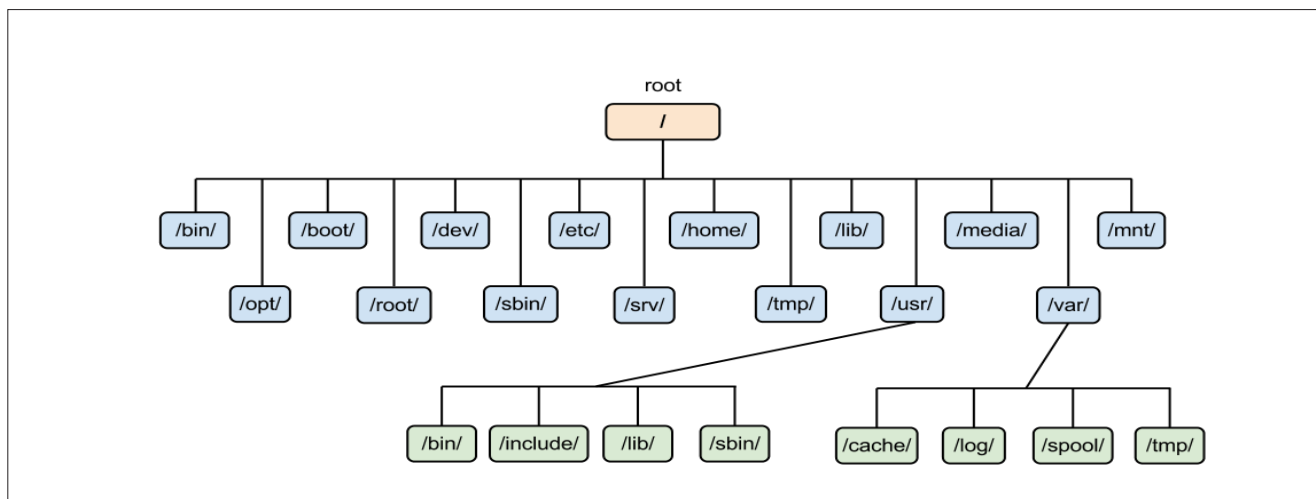 root
/
/bin/ /boot/ /dev/ /etc/ /home/ /lib/ /media/ /mnt/
/opt/ /root/ /sbin/ /srv/ /tmp/ /usr/ /var/
/bin/ /include/ /lib/ /sbin/ /cache/ /log/ /spool/ /tmp/